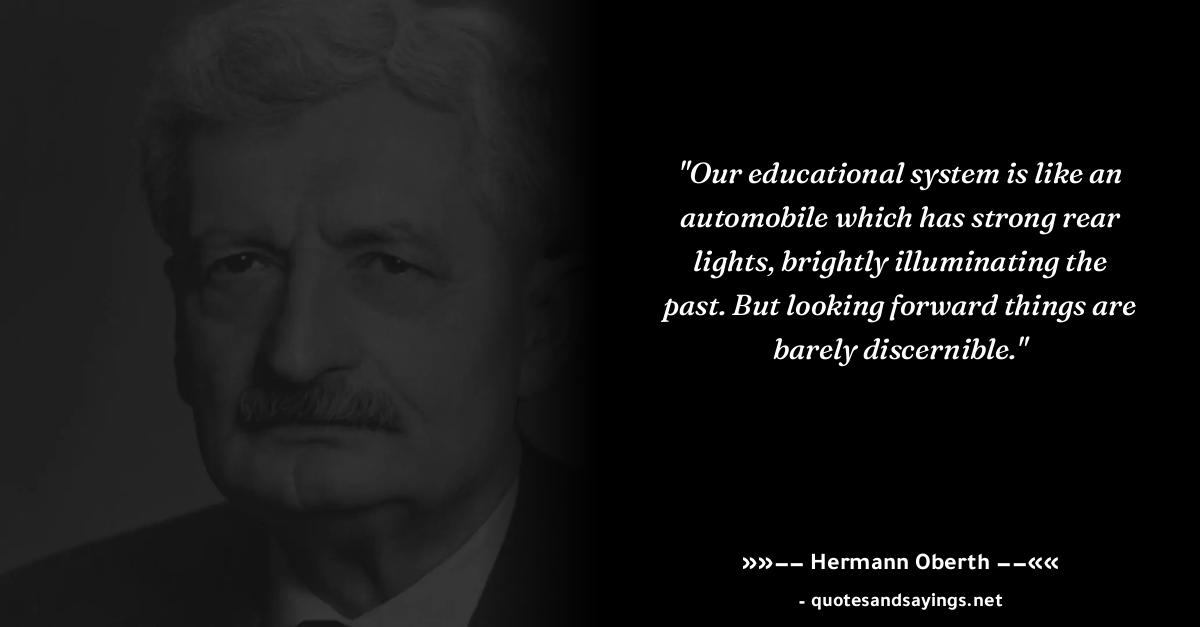 "Our educational system is like an
automobile which has strong rear
lights, brightly illuminating the
past. But looking forward things are
barely discernible."
»»–– Hermann Oberth ––««
- quotesandsayings.net